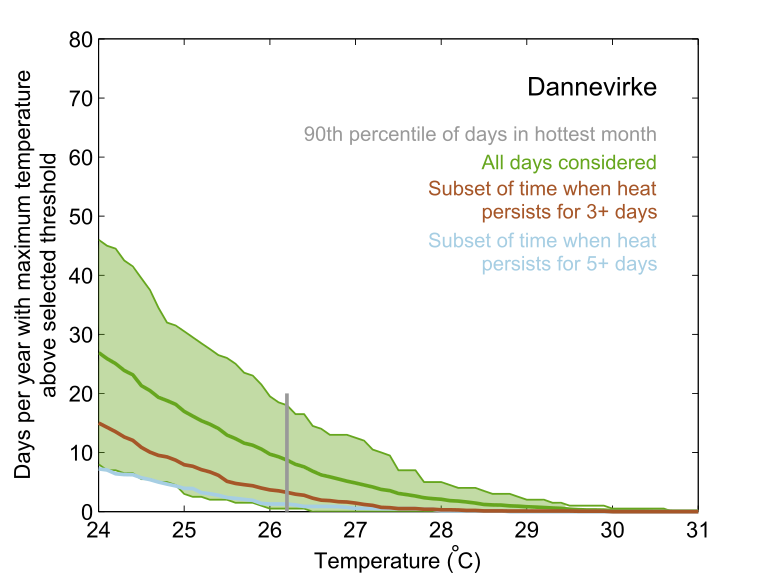 Dannevirke
90th percentile of days in hottest month
All days considered
Subset of time when heat
persists for 3+ days
Subset of time when heat
persists for 5+ days
Days per year with maximum temperature
above selected threshold
80
70
60
50
40
30
20
10
0
24 25 26 27 28 29 30 31
Temperature (°C)